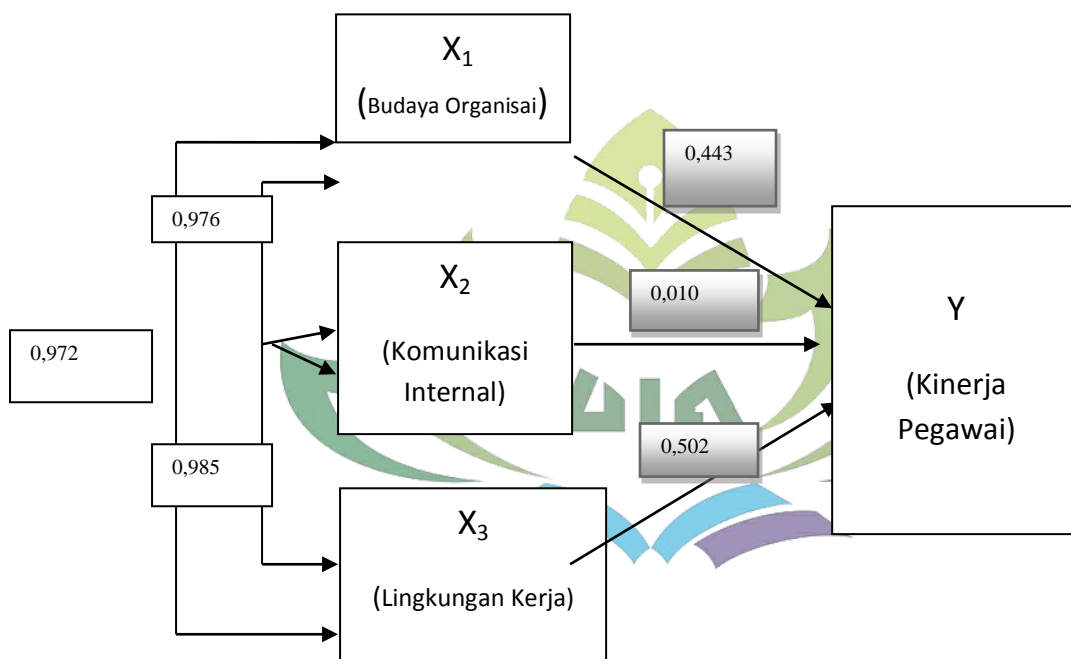 X₁
(Budaya Organisai)
0,443
0,976
X₂
(Komunikasi
Internal)
0,010
Y
(Kinerja
Pegawai)
0,972
0,985
0,502
X₃
(Lingkungan Kerja)